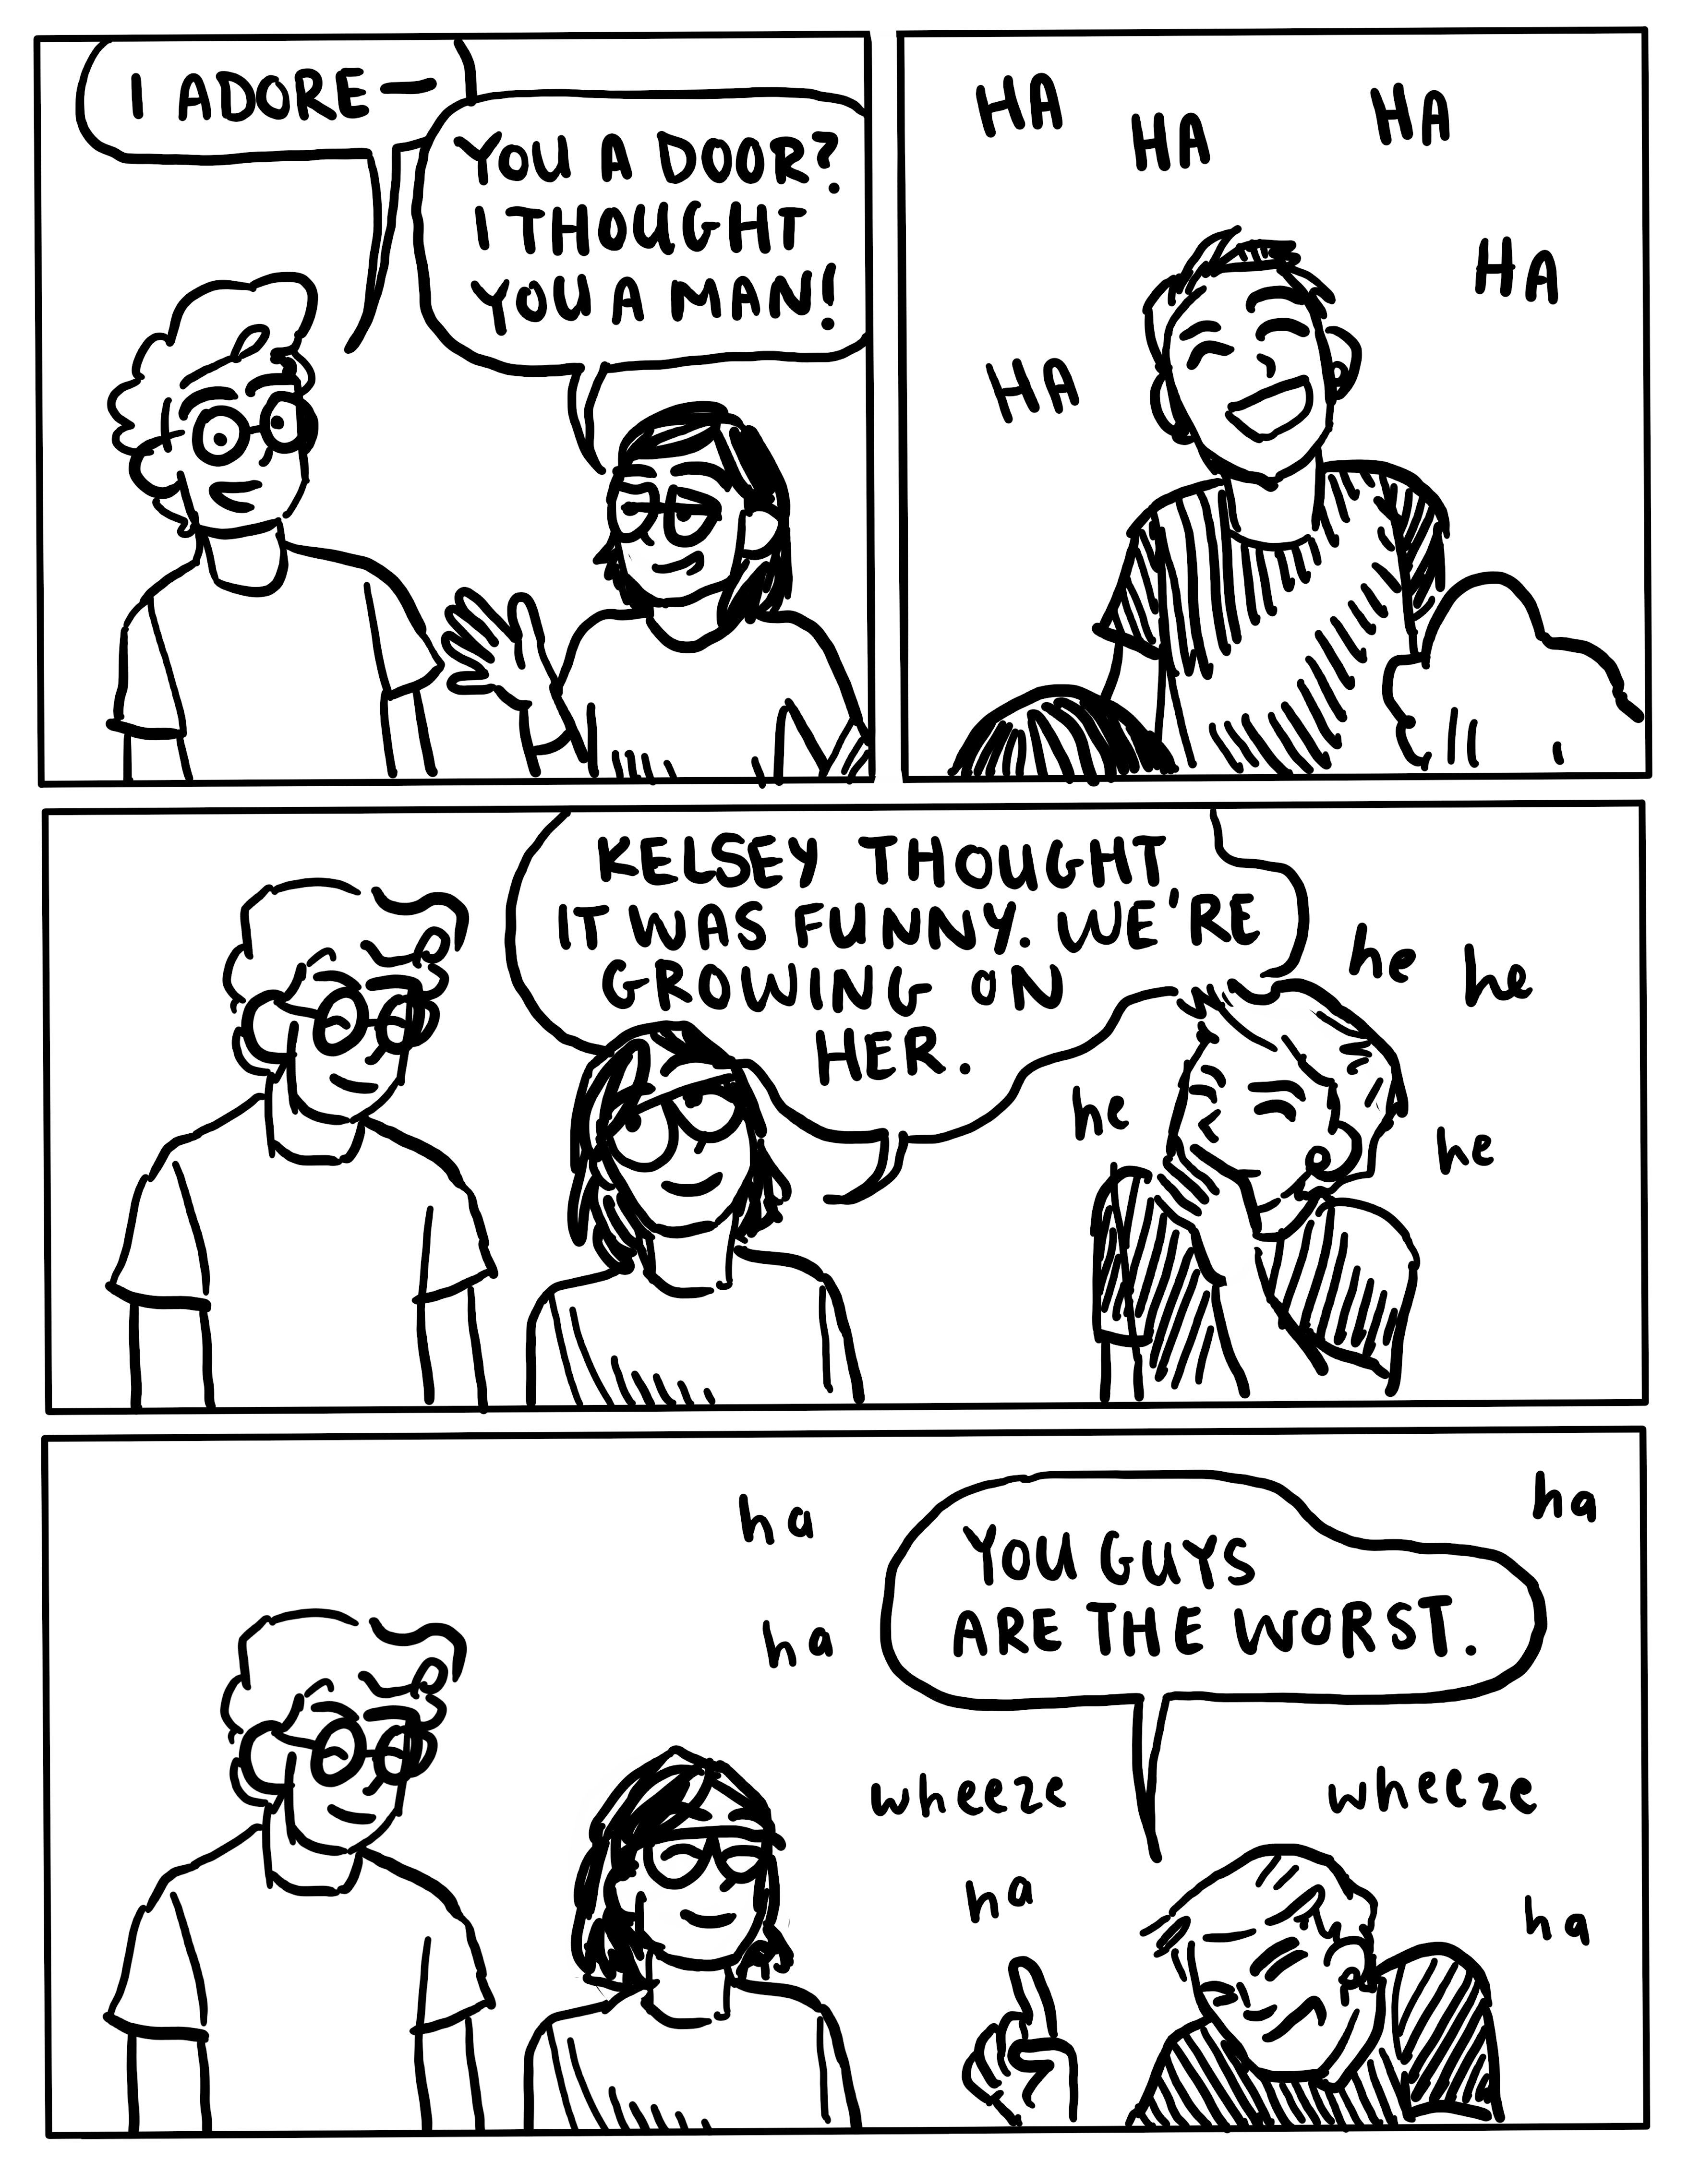 I ADORE —
YOU A DOOR?
I THOUGHT
YOU A MAN!
HA
HA
HA
HA
HA
KELSEY THOUGHT
IT WAS FUNNY. WE'RE
GROWING ON
HER.
he
he
he
he
ha
ha
YOU GUYS
ARE THE WORST.
ha
wheeze
wheeze
ha
ha